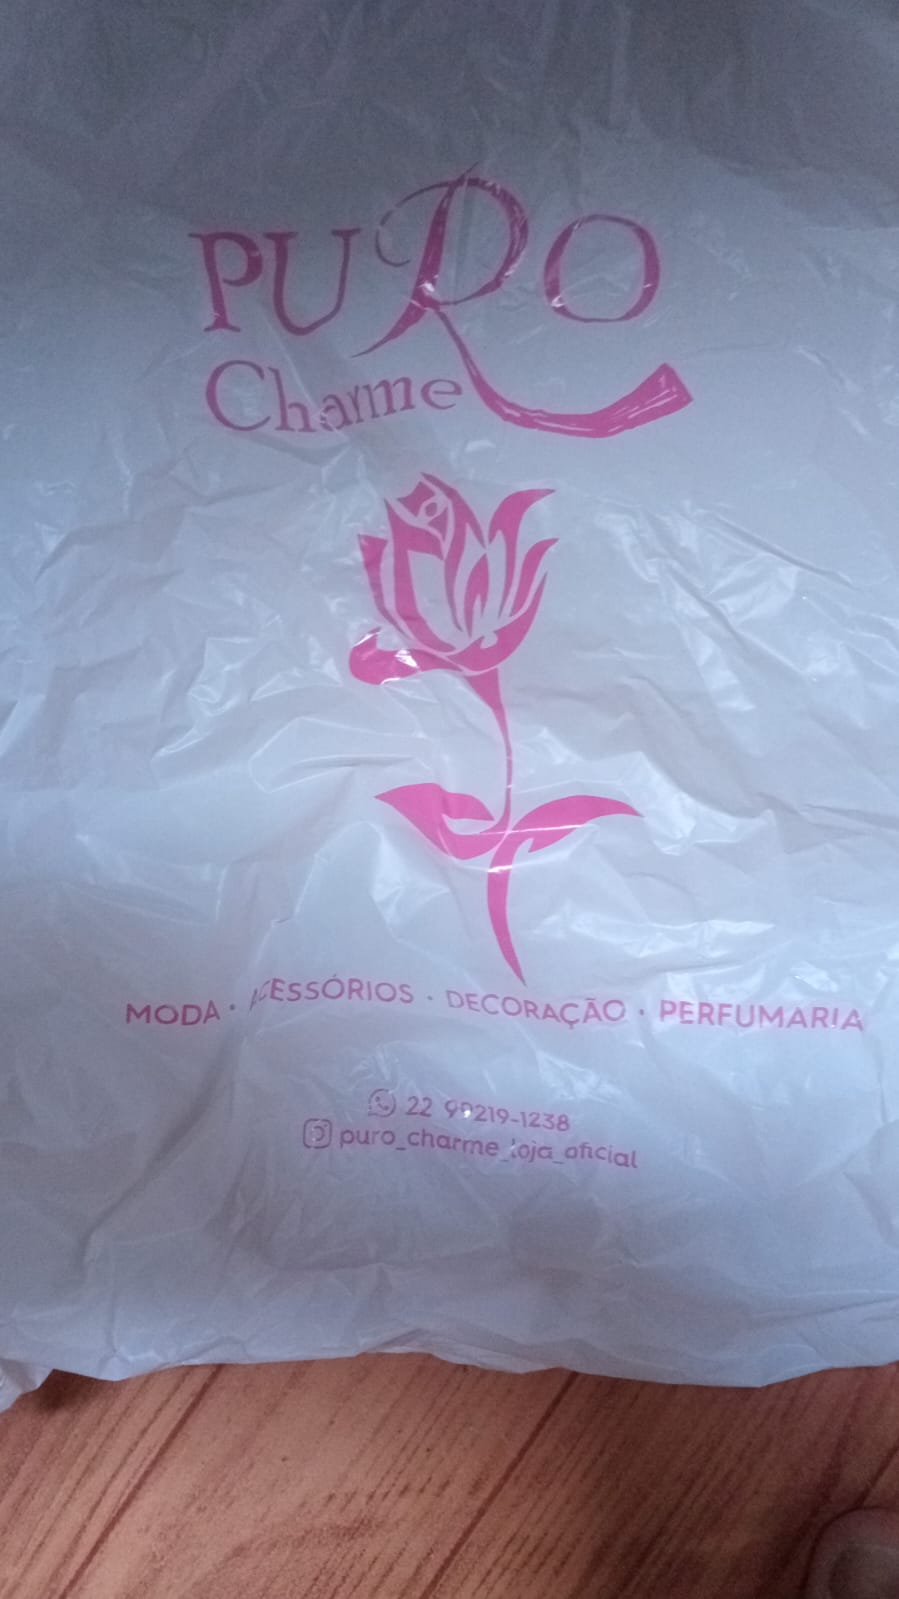 PURO
Charme
MODA · ACESSÓRIOS · DECORAÇÃO · PERFUMARIA
22 99219-1238
puro_charme_loja_oficial